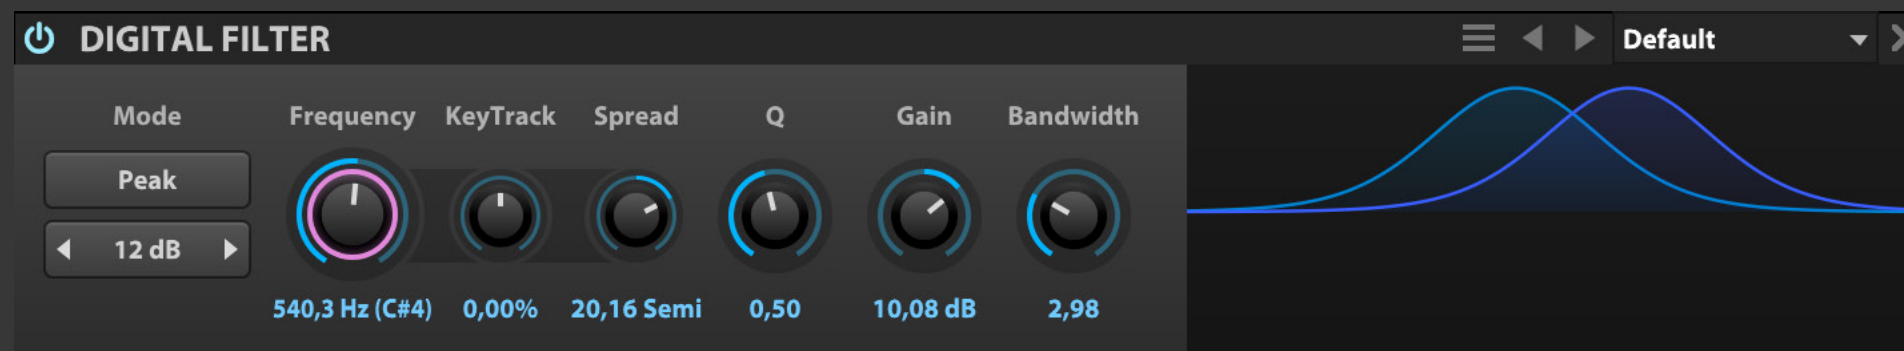 DIGITAL FILTER
Default
Mode
Frequency
KeyTrack
Spread
Q
Gain
Bandwidth
Peak
12 dB
540,3 Hz (C#4)
0,00%
20,16 Semi
0,50
10,08 dB
2,98